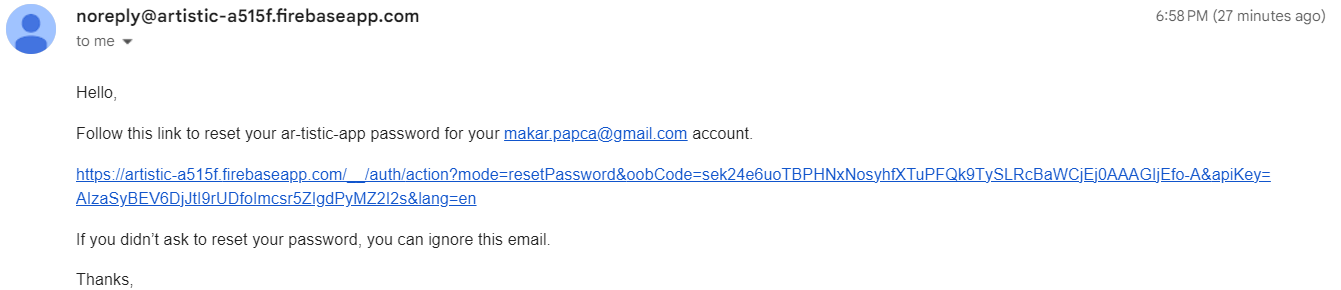 noreply@artistic-a515f.firebaseapp.com
6:58 PM (27 minutes ago)
to me
Hello,
Follow this link to reset your ar-tistic-app password for your makar.papca@gmail.com account.
https://artistic-a515f.firebaseapp.com/__/auth/action?mode=resetPassword&oobCode=sek24e6uoTBPHNxNosyhfXTuPFQk9TySLRcBaWCjEj0AAAGljEfo-A&apiKey=
AIzaSyBEV6DjJtl9rUDfolmcsr5ZlgdPyMZ2l2s&lang=en
If you didn’t ask to reset your password, you can ignore this email.
Thanks,